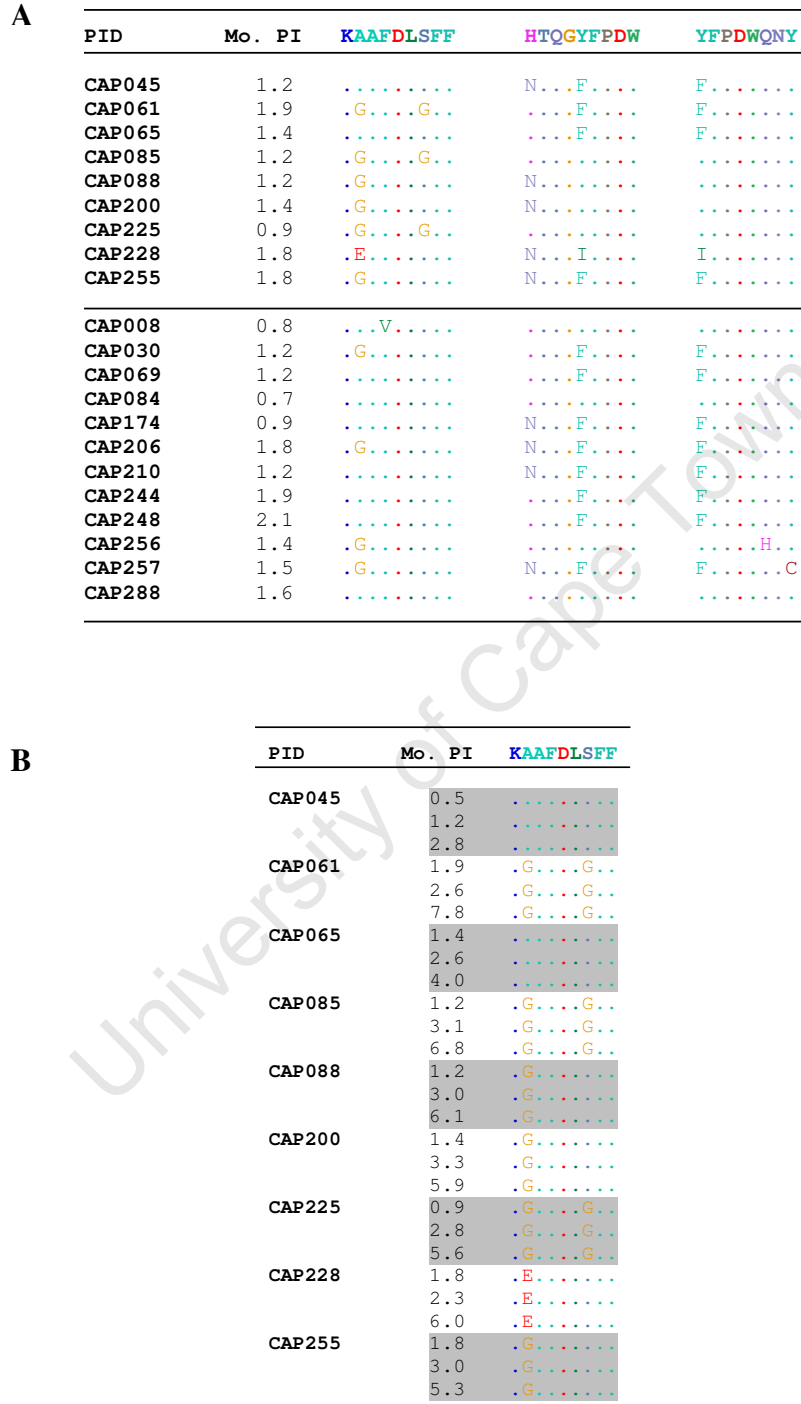 A
PID Mo. PI KAAFDLSFF HTQGYFPDW YFPDWQNY
CAP045 1.2 ......... N...F.... F.......
CAP061 1.9 .G....G.. ....F.... F.......
CAP065 1.4 ......... ....F.... F.......
CAP085 1.2 .G....G.. ......... ........
CAP088 1.2 .G....... N........ ........
CAP200 1.4 .G....... N........ ........
CAP225 0.9 .G....G.. ......... ........
CAP228 1.8 .E....... N...I.... I.......
CAP255 1.8 .G....... N...F.... F.......
CAP008 0.8 ...V..... ......... ........
CAP030 1.2 .G....... ....F.... F.......
CAP069 1.2 ......... ....F.... F.......
CAP084 0.7 ......... ......... ........
CAP174 0.9 ......... N...F.... F.......
CAP206 1.8 .G....... N...F.... F.......
CAP210 1.2 ......... N...F.... F.......
CAP244 1.9 ......... ....F.... F.......
CAP248 2.1 ......... ....F.... F.......
CAP256 1.4 .G....... ......... .....H..
CAP257 1.5 .G....... N...F.... F......C
CAP288 1.6 ......... ......... ........
B
PID Mo. PI KAAFDLSFF
CAP045 0.5 .........
1.2 .........
2.8 .........
CAP061 1.9 .G....G..
2.6 .G....G..
7.8 .G....G..
CAP065 1.4 .........
2.6 .........
4.0 .........
CAP085 1.2 .G....G..
3.1 .G....G..
6.8 .G....G..
CAP088 1.2 .G.......
3.0 .G.......
6.1 .G.......
CAP200 1.4 .G.......
3.3 .G.......
5.9 .G.......
CAP225 0.9 .G....G..
2.8 .G....G..
5.6 .G....G..
CAP228 1.8 .E.......
2.3 .E.......
6.0 .E.......
CAP255 1.8 .G.......
3.0 .G.......
5.3 .G.......
University of Cape Town